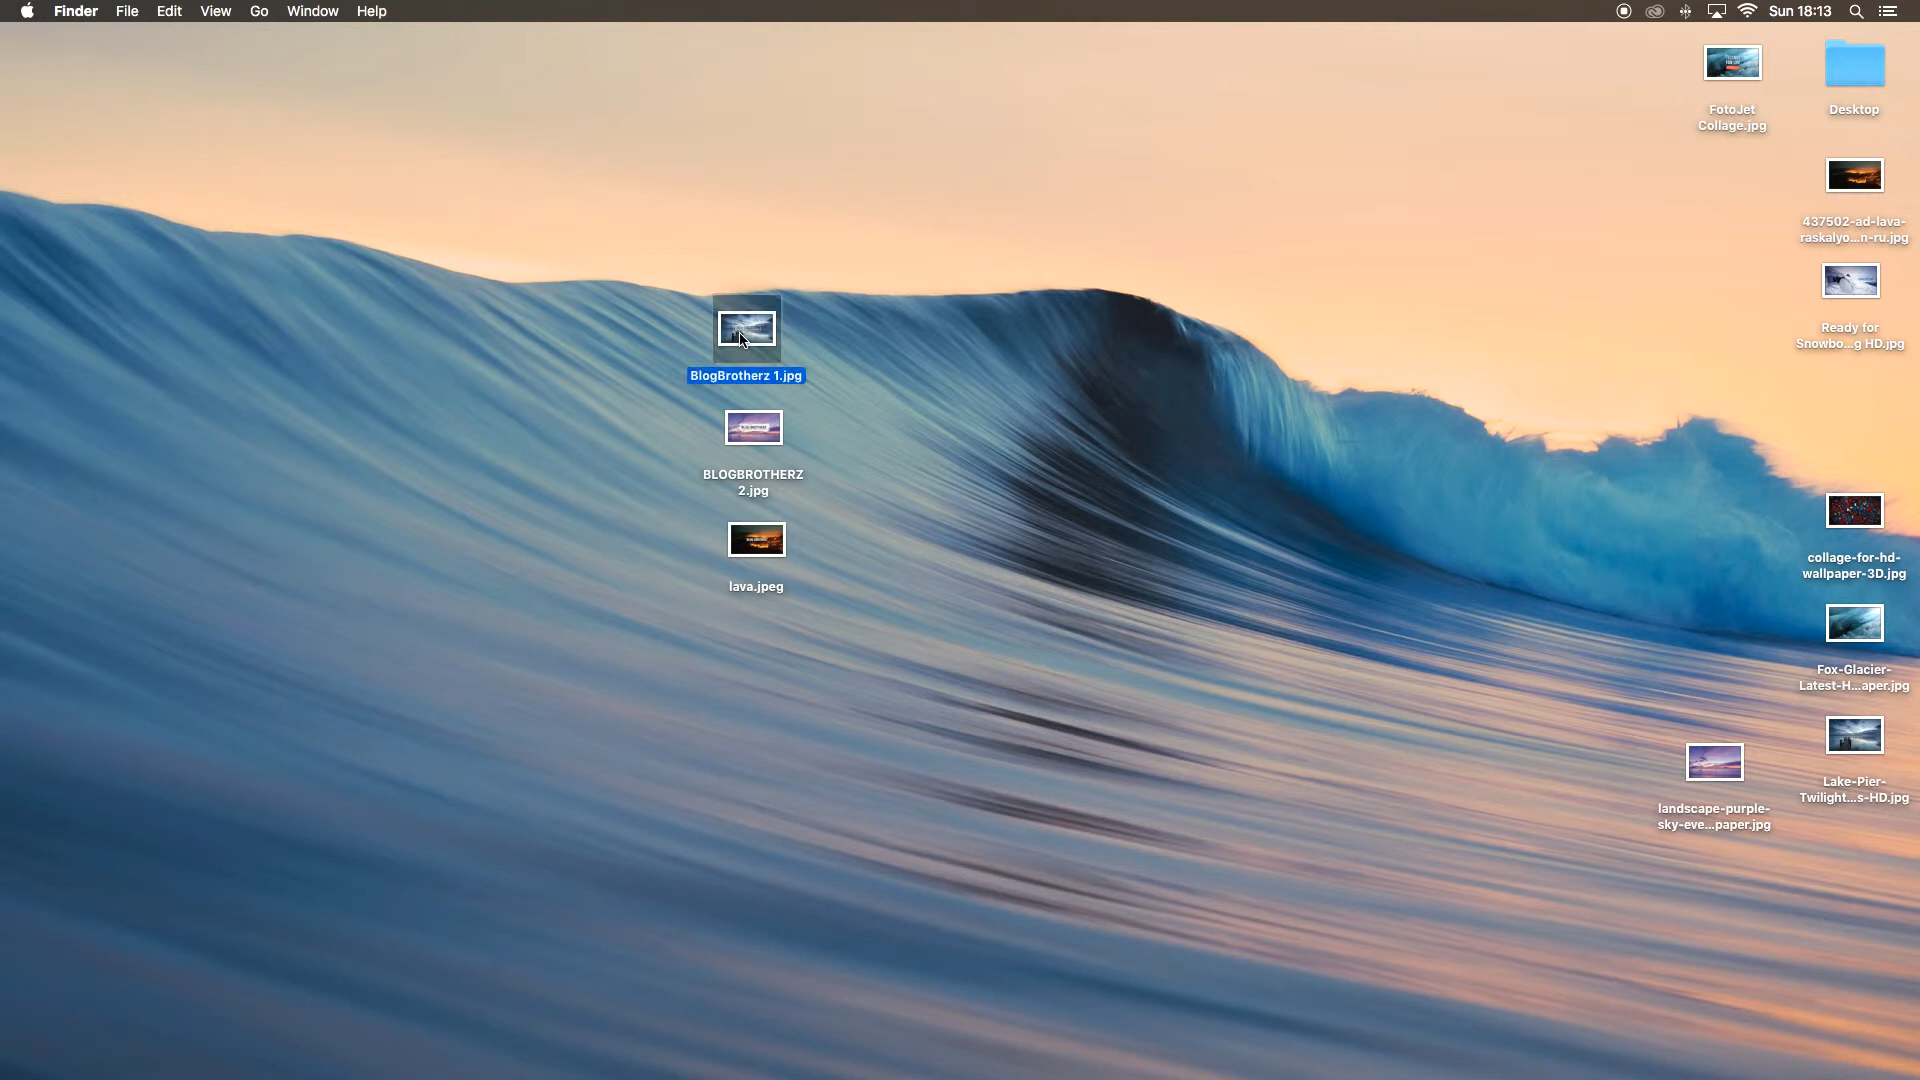 Finder File Edit View Go Window Help
Sun 18:13
FotoJet
Collage.jpg
Desktop
437502-ad-lava-
raskalyo...n-ru.jpg
Ready for
Snowbo...g HD.jpg
BlogBrotherz 1.jpg
BLOG BROTHERZ
BLOGBROTHERZ
2.jpg
lava.jpeg
collage-for-hd-
wallpaper-3D.jpg
Fox-Glacier-
Latest-H...aper.jpg
Lake-Pier-
Twilight...s-HD.jpg
landscape-purple-
sky-eve...paper.jpg